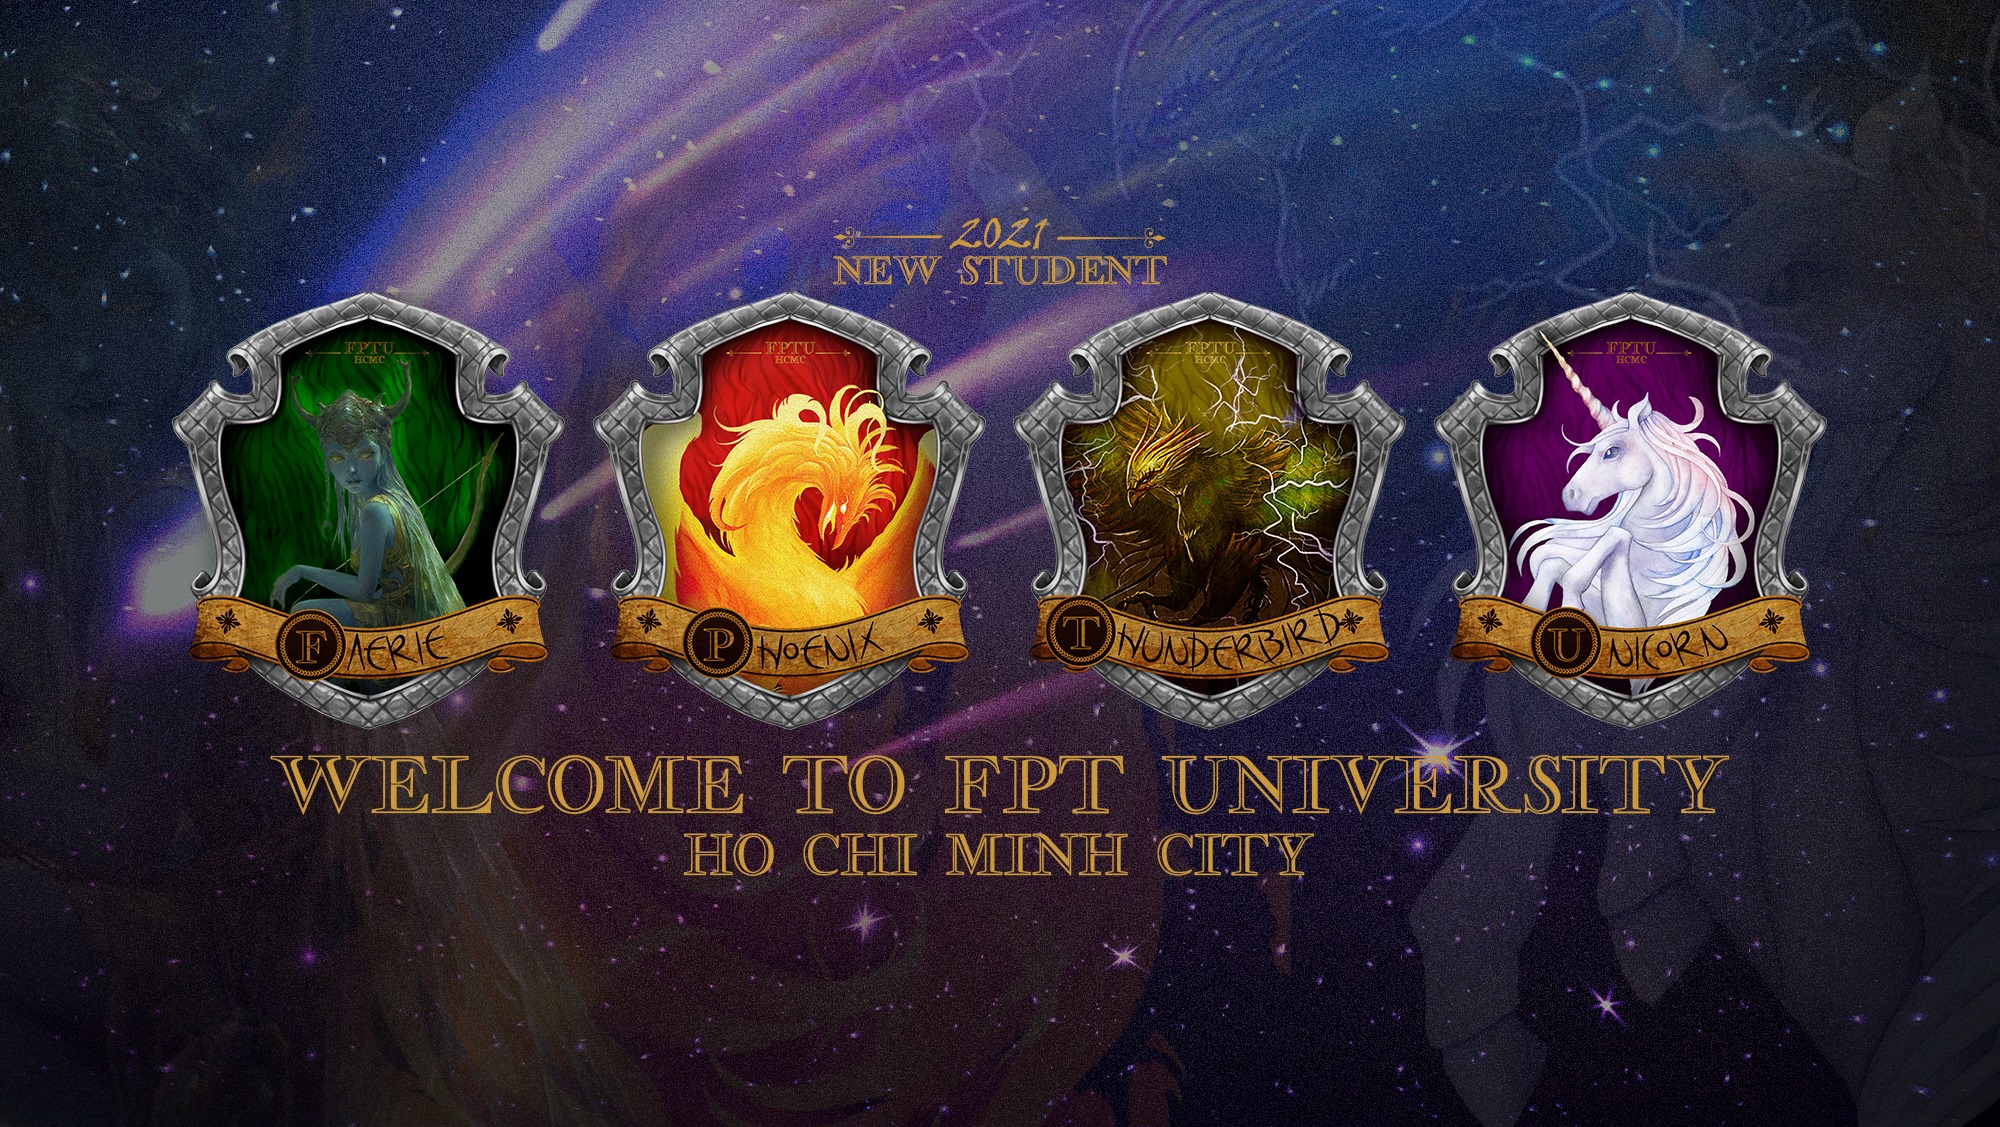 2021
NEW STUDENT
FPTU
HCMC
FPTU
HCMC
FPTU
HCMC
FPTU
HCMC
FAERIE
PHOENIX
THUNDERBIRD
UNICORN
WELCOME TO FPT UNIVERSITY
HO CHI MINH CITY